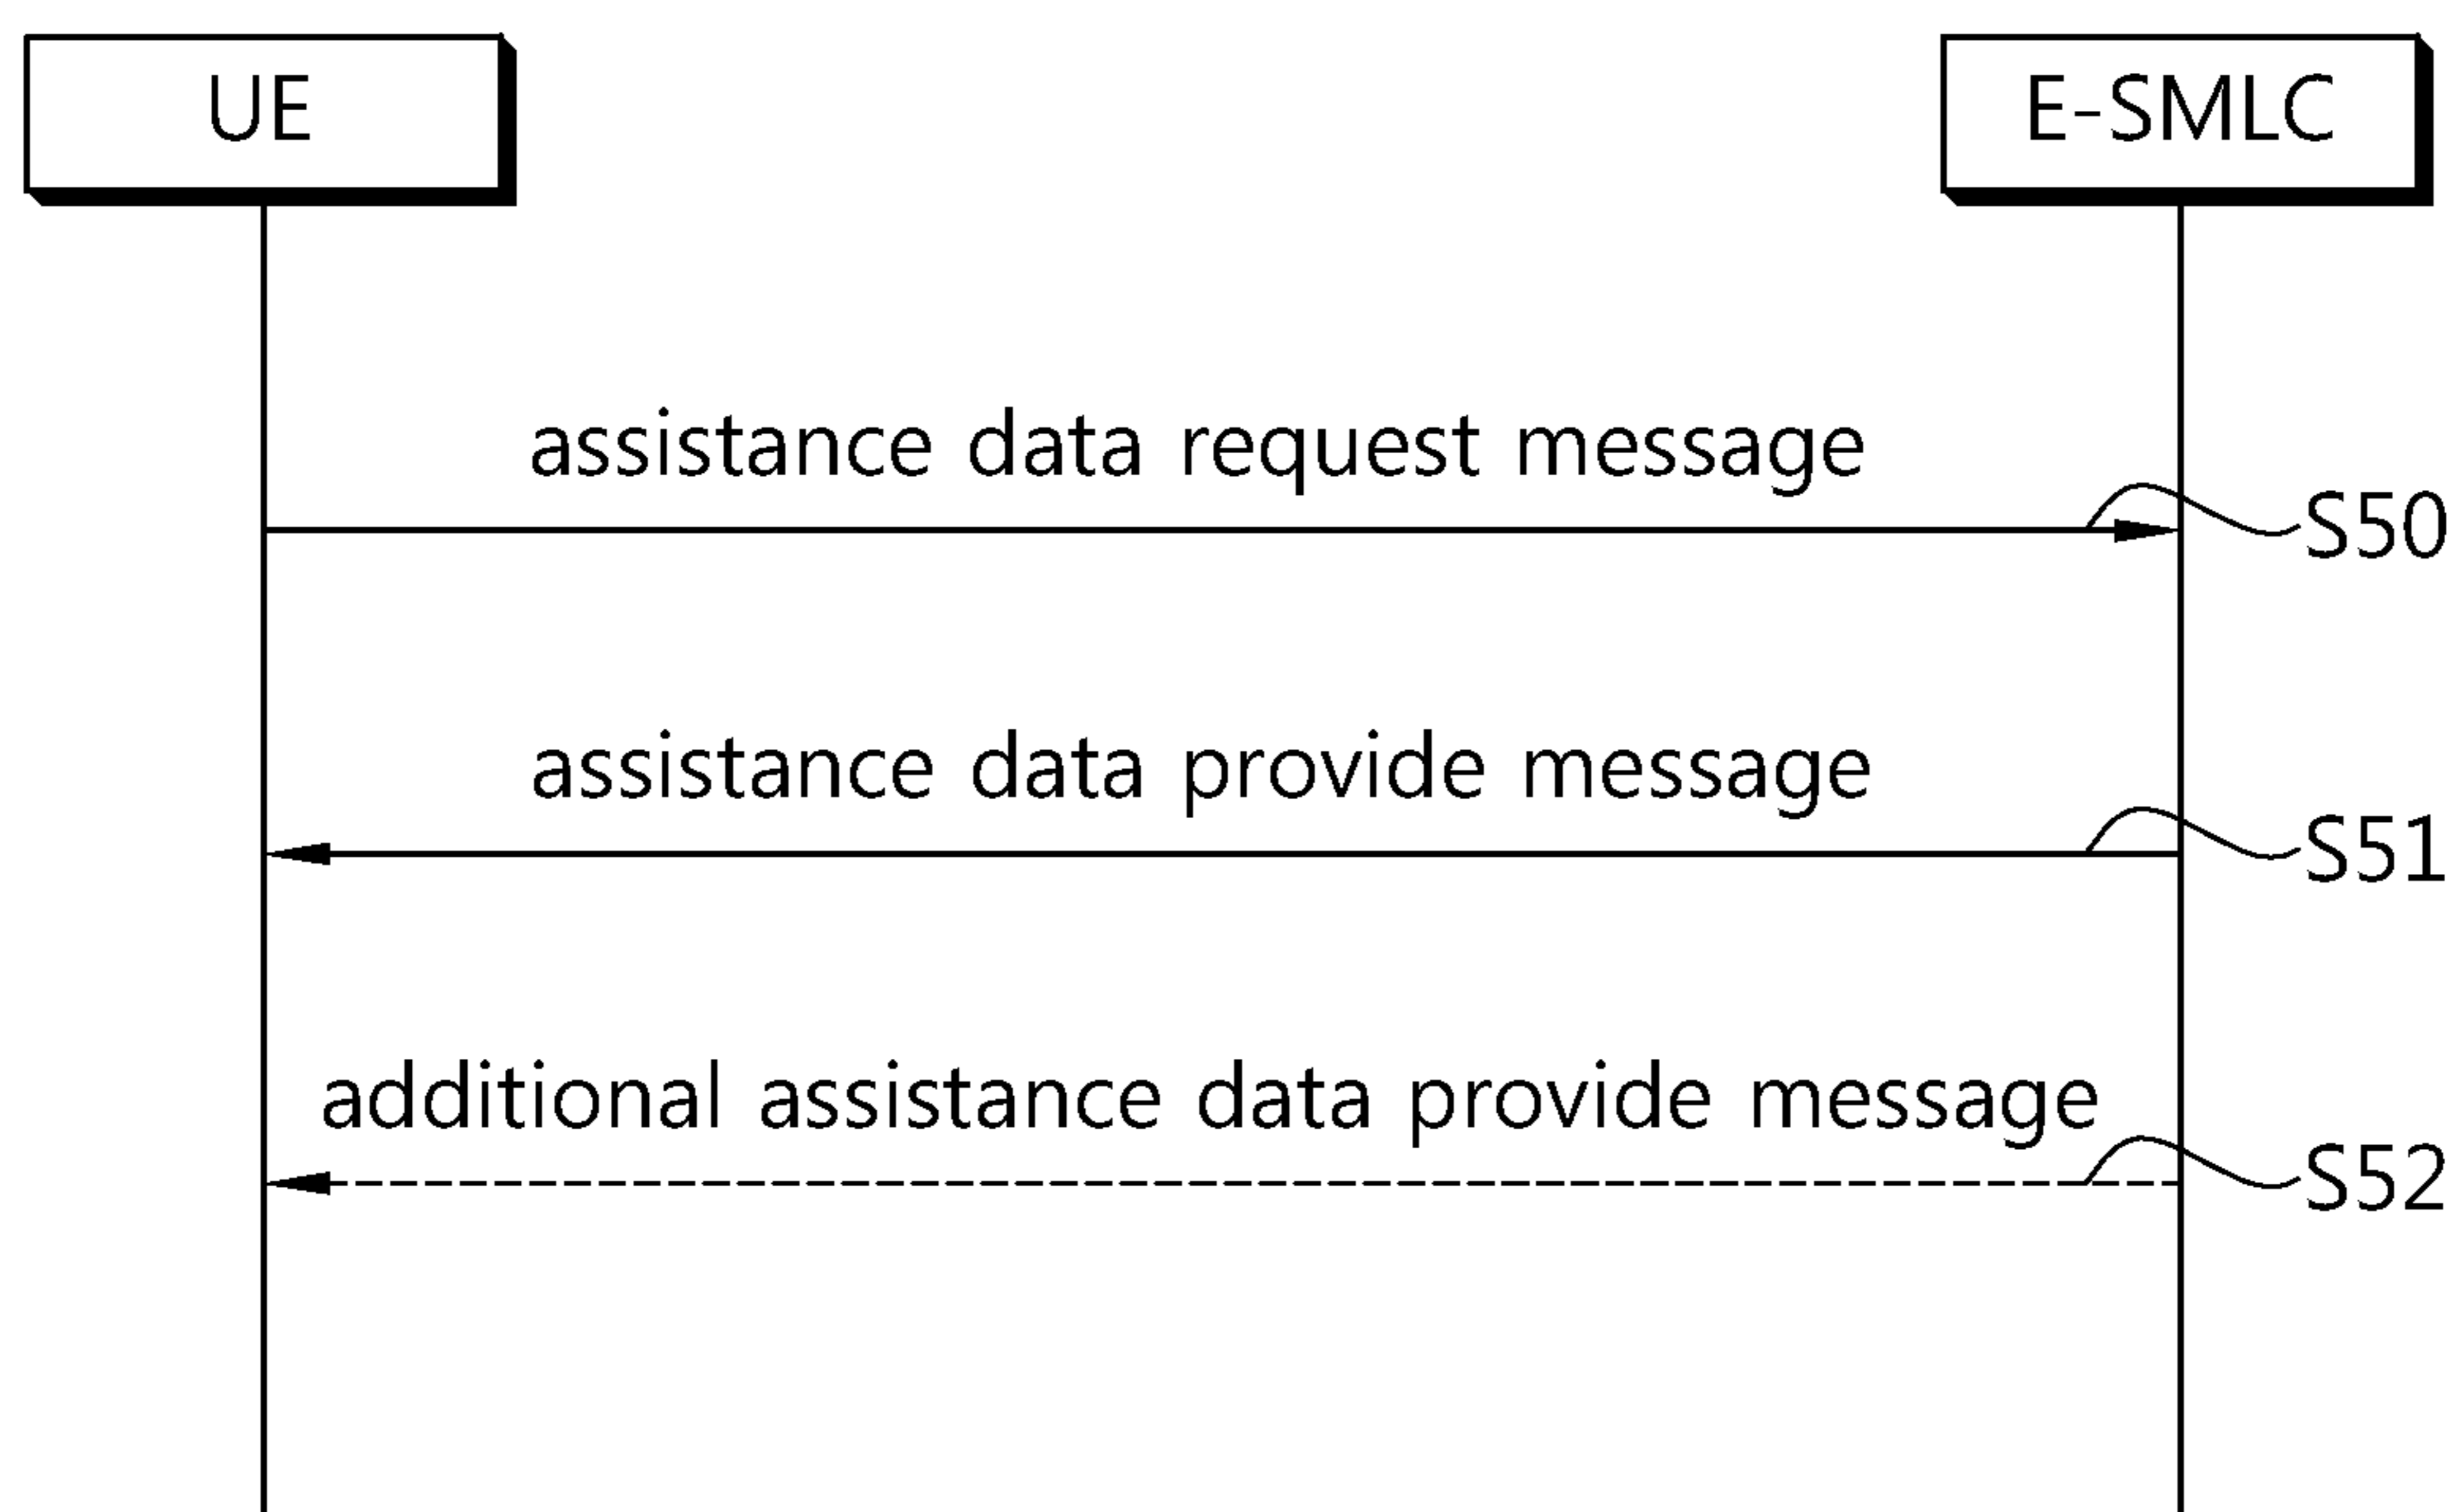 UE
E-SMLC
assistance data request message
S50
assistance data provide message
S51
additional assistance data provide message
S52